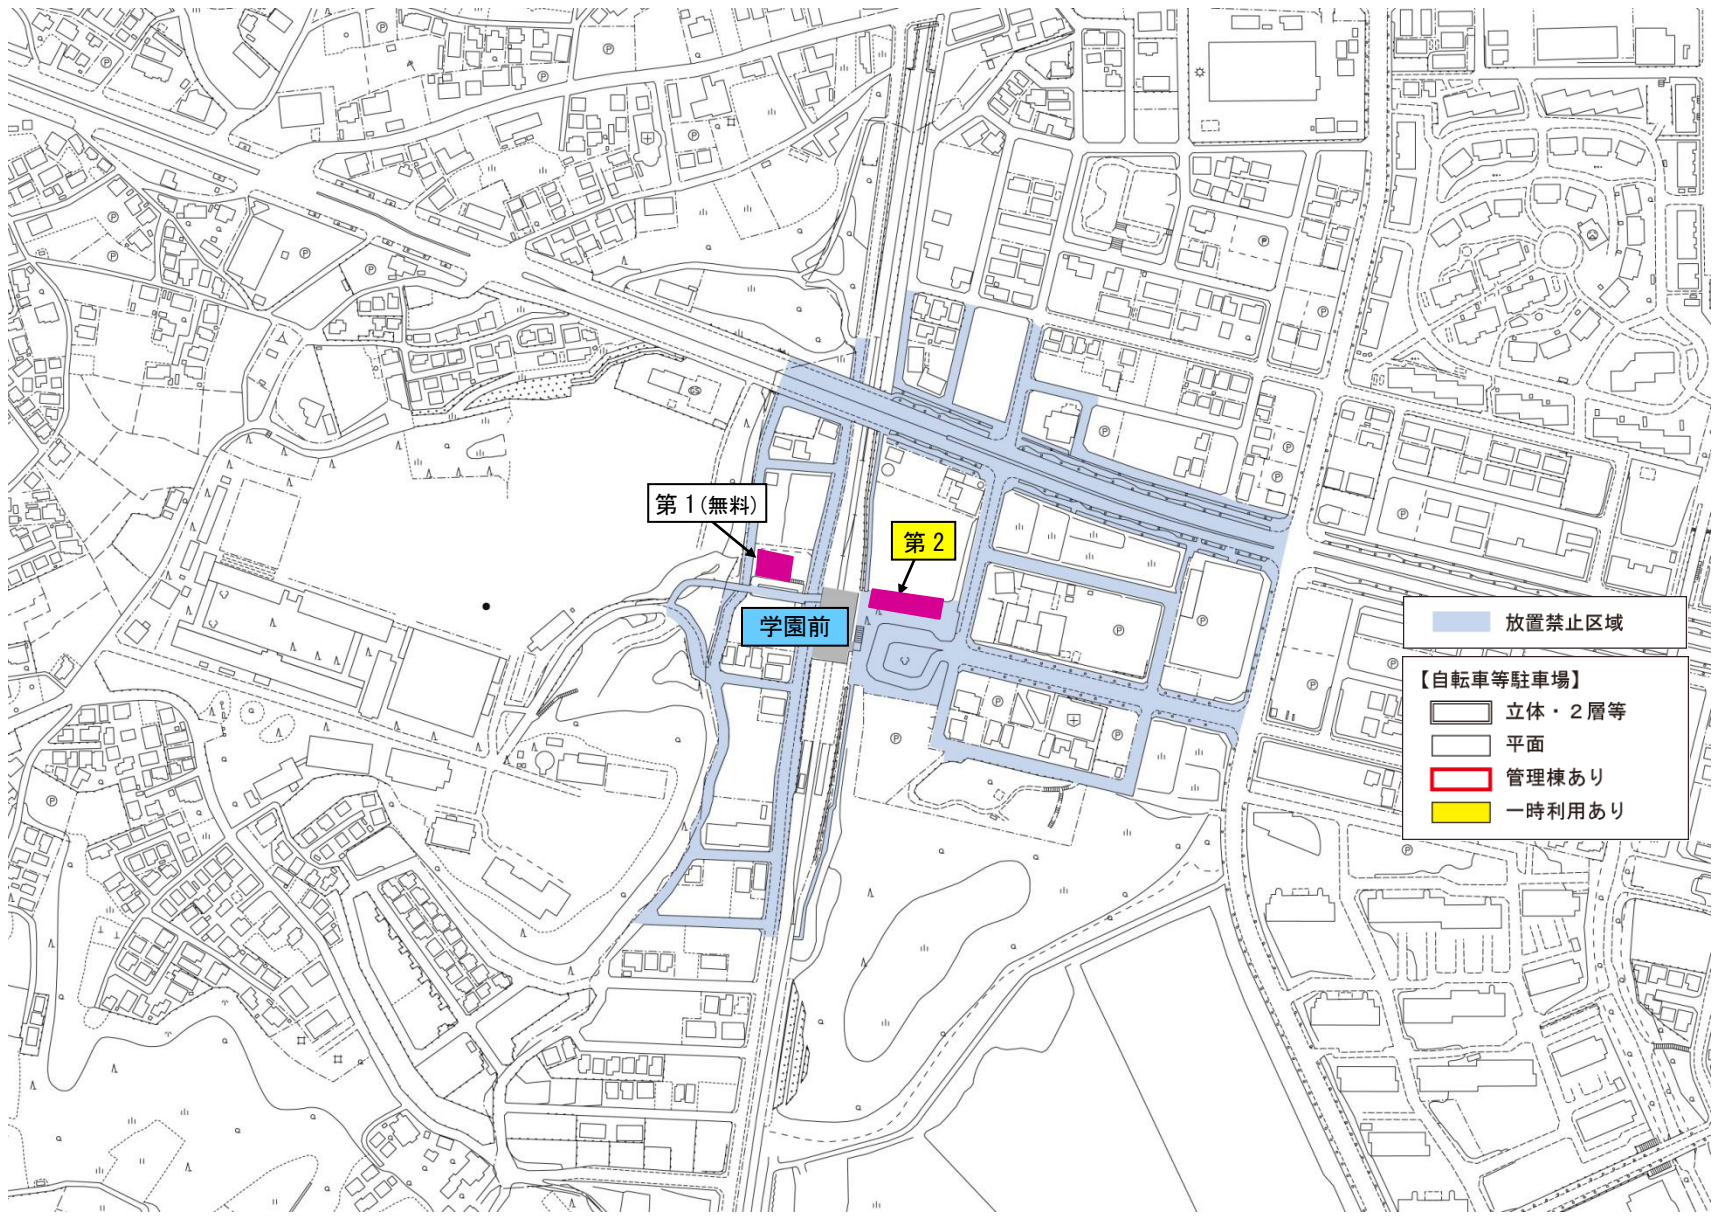 第1(無料)
第2
学園前
放置禁止区域
【自転車等駐車場】
立体・2層等
平面
管理棟あり
一時利用あり